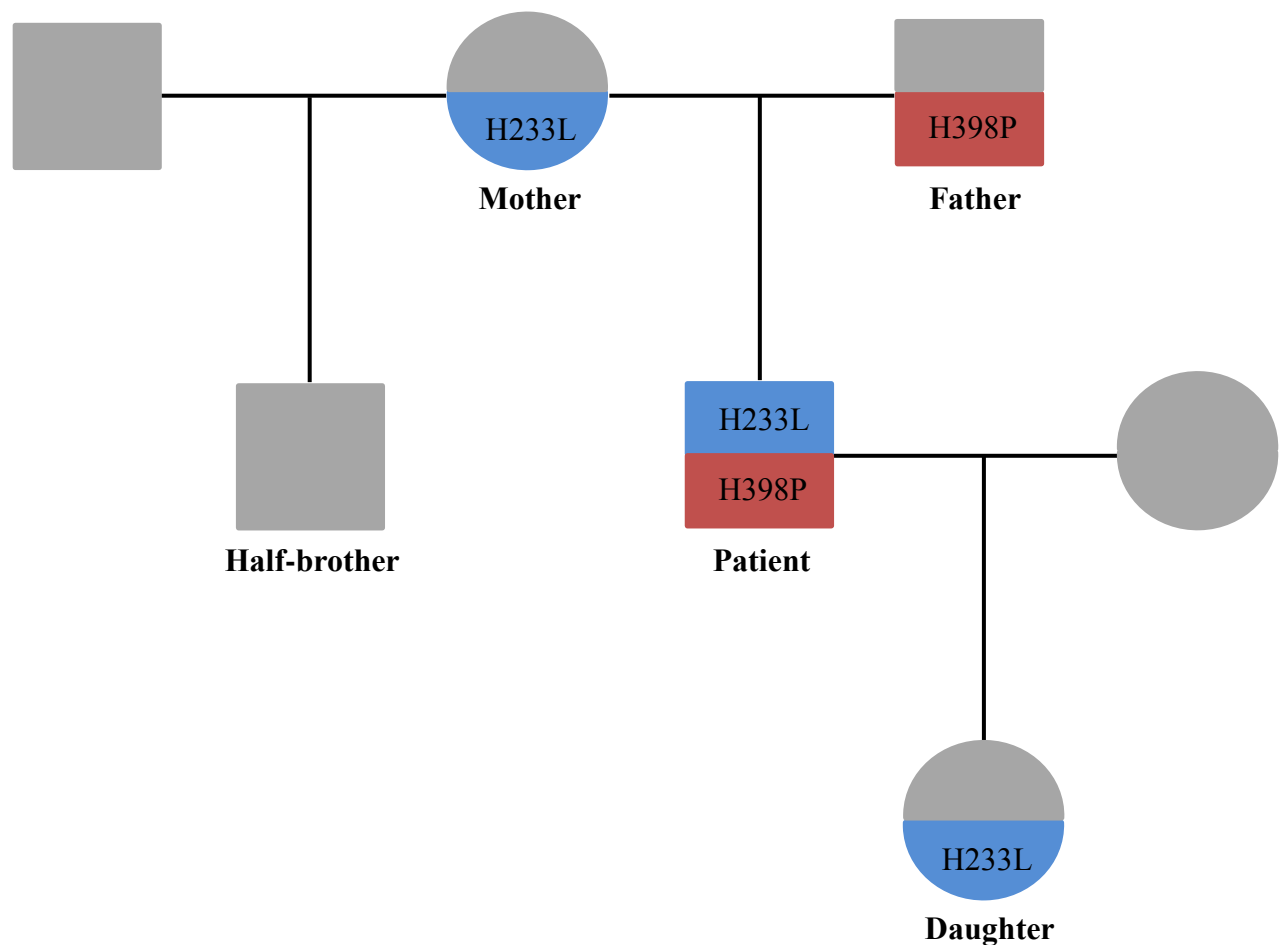 H233L
H398P
Mother
Father
H233L
H398P
Half-brother
Patient
H233L
Daughter